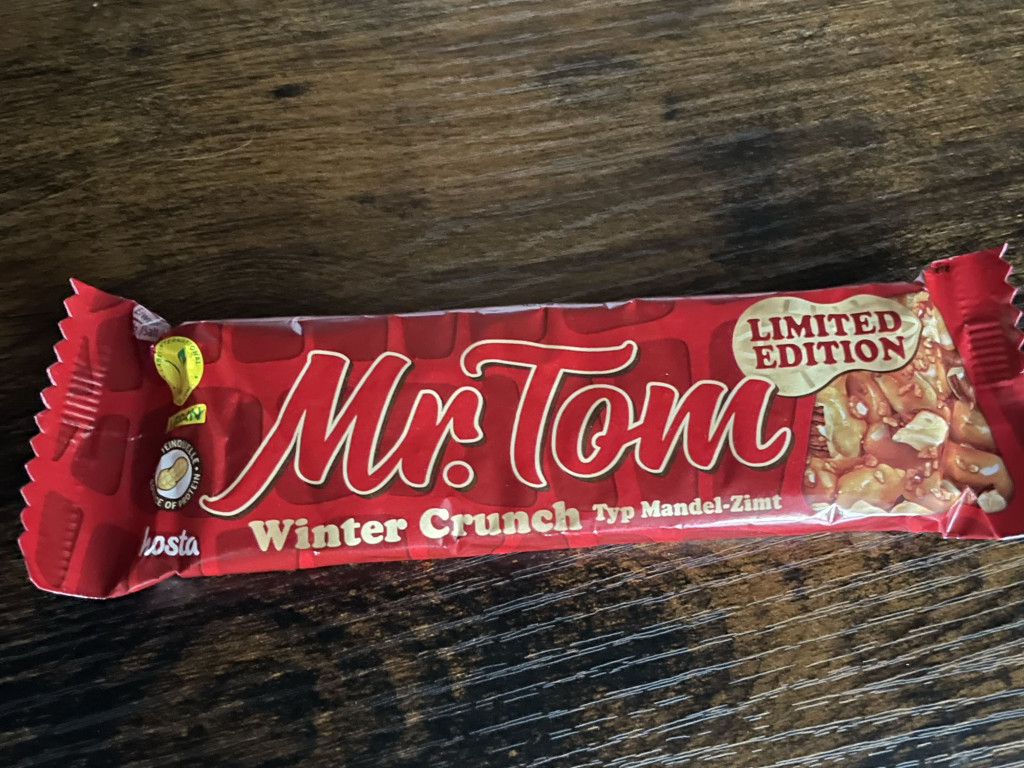 LIMITED
EDITION
Mr. Tom
Winter Crunch Typ Mandel-Zimt
hosta